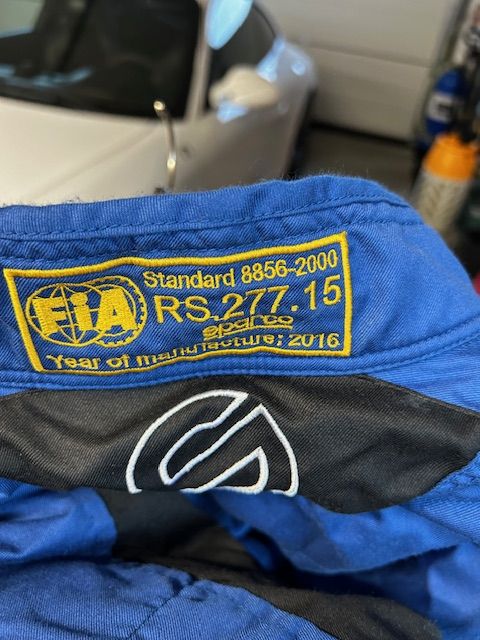 FIA
Standard 8856-2000
RS.277.15
sparco
Year of manufacture: 2016